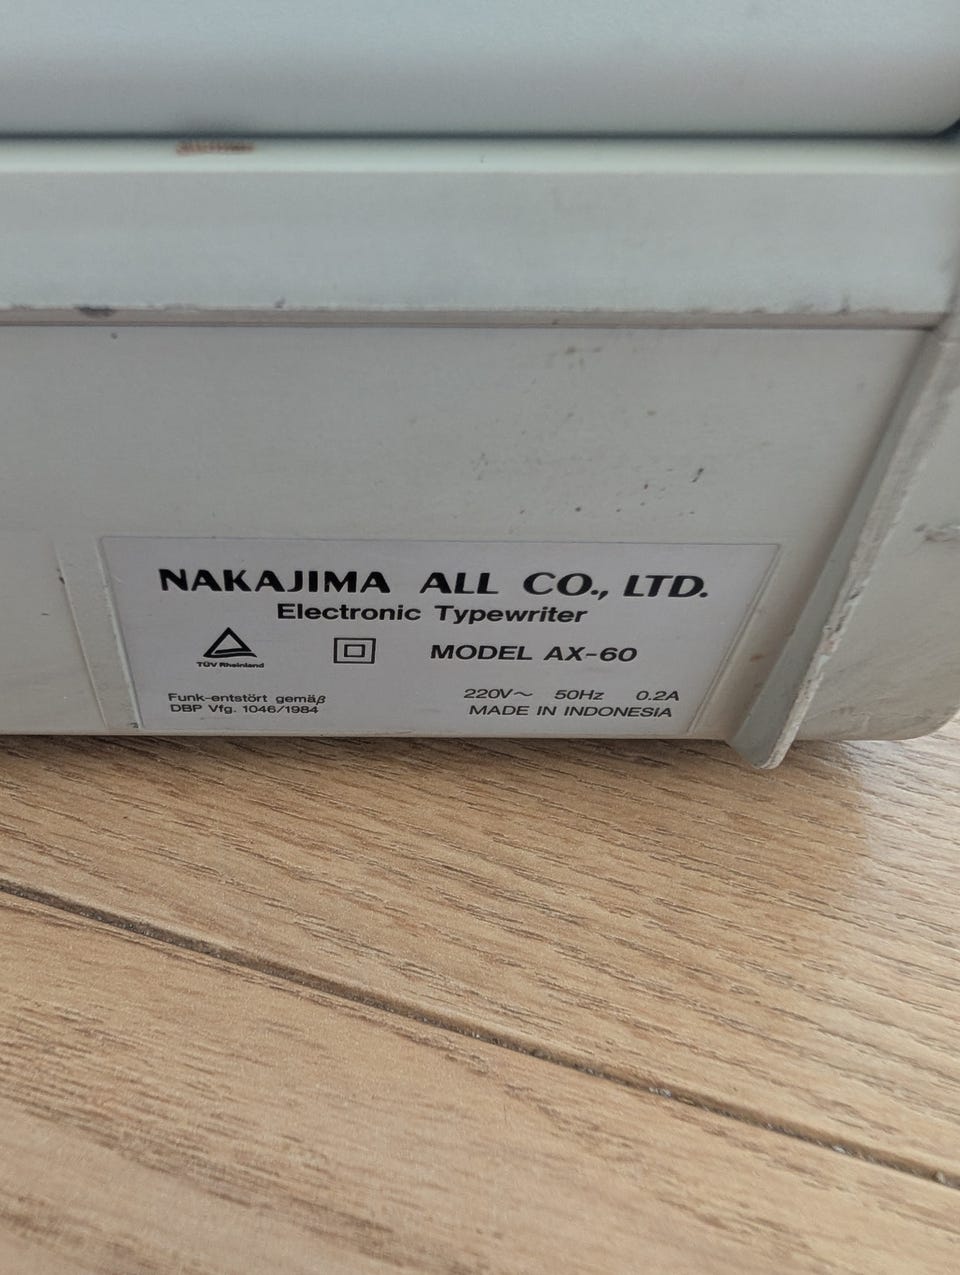 NAKAJIMA ALL CO., LTD.
Electronic Typewriter
TÜV Rheinland
MODEL AX-60
Funk-entstört gemäß
DBP Vfg. 1046/1984
220V～ 50Hz 0.2A
MADE IN INDONESIA